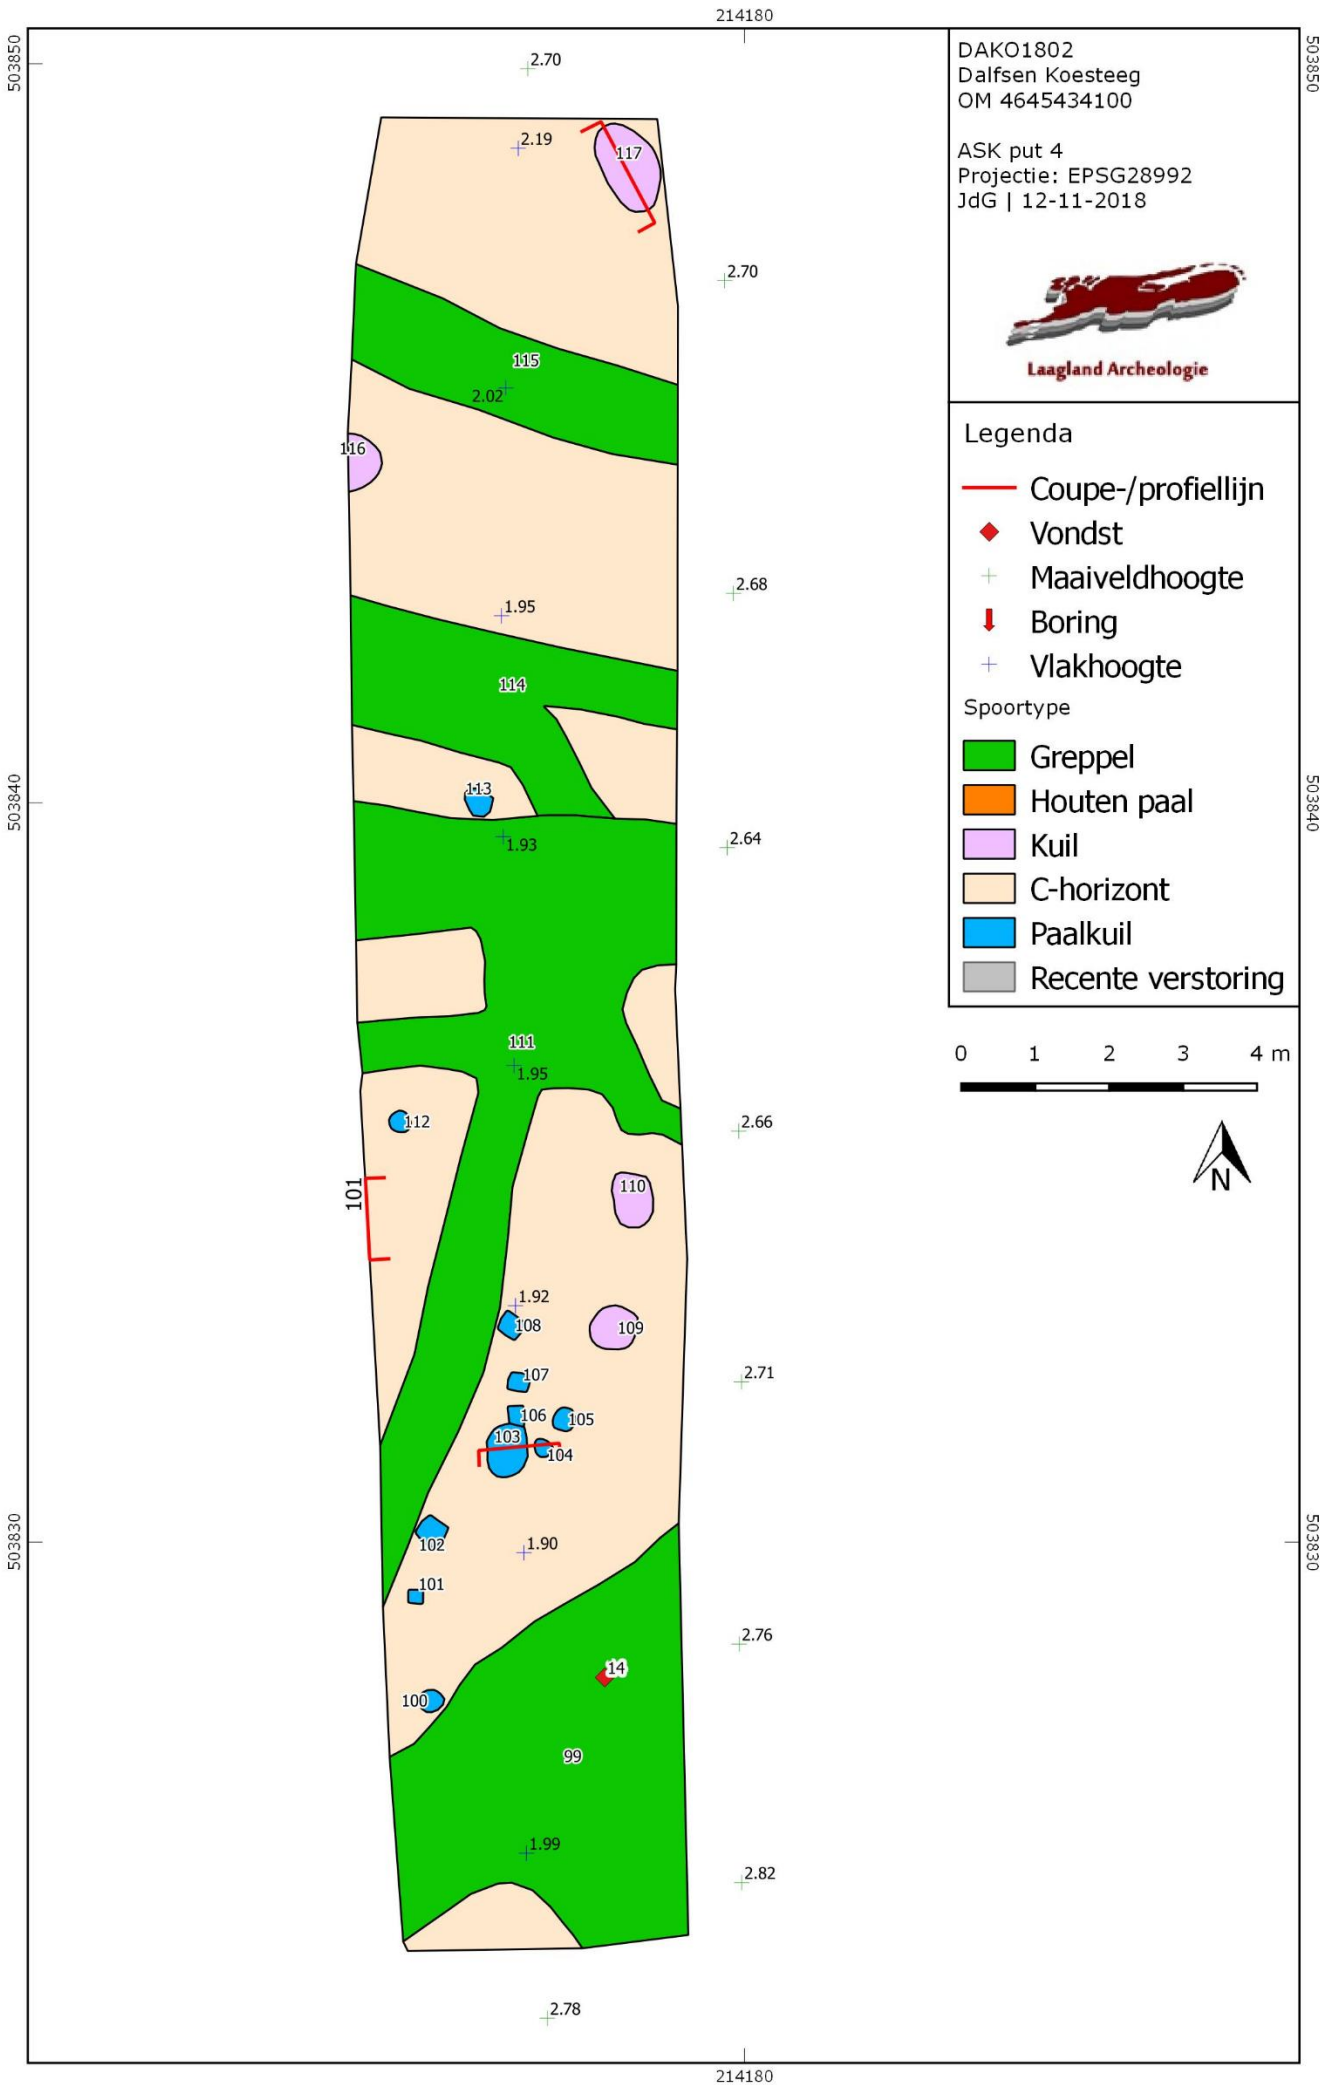 214180
503850
503850
DAKO1802
Dalfsen Koesteeg
OM 4645434100
ASK put 4
Projectie: EPSG28992
JdG | 12-11-2018
Laagland Archeologie
Legenda
Coupe-/profiellijn
Vondst
Maaiveldhoogte
Boring
Vlakhoogte
Spoortype
Greppel
Houten paal
Kuil
C-horizont
Paalkuil
Recente verstoring
0 1 2 3 4 m
N
2.70
2.19
117
2.70
115
2.02
116
2.68
1.95
114
113
503840
503840
1.93
2.64
111
1.95
112
2.66
101
110
1.92
108
109
107
2.71
106
105
103
104
102
1.90
503830
503830
101
2.76
14
100
99
1.99
2.82
2.78
214180